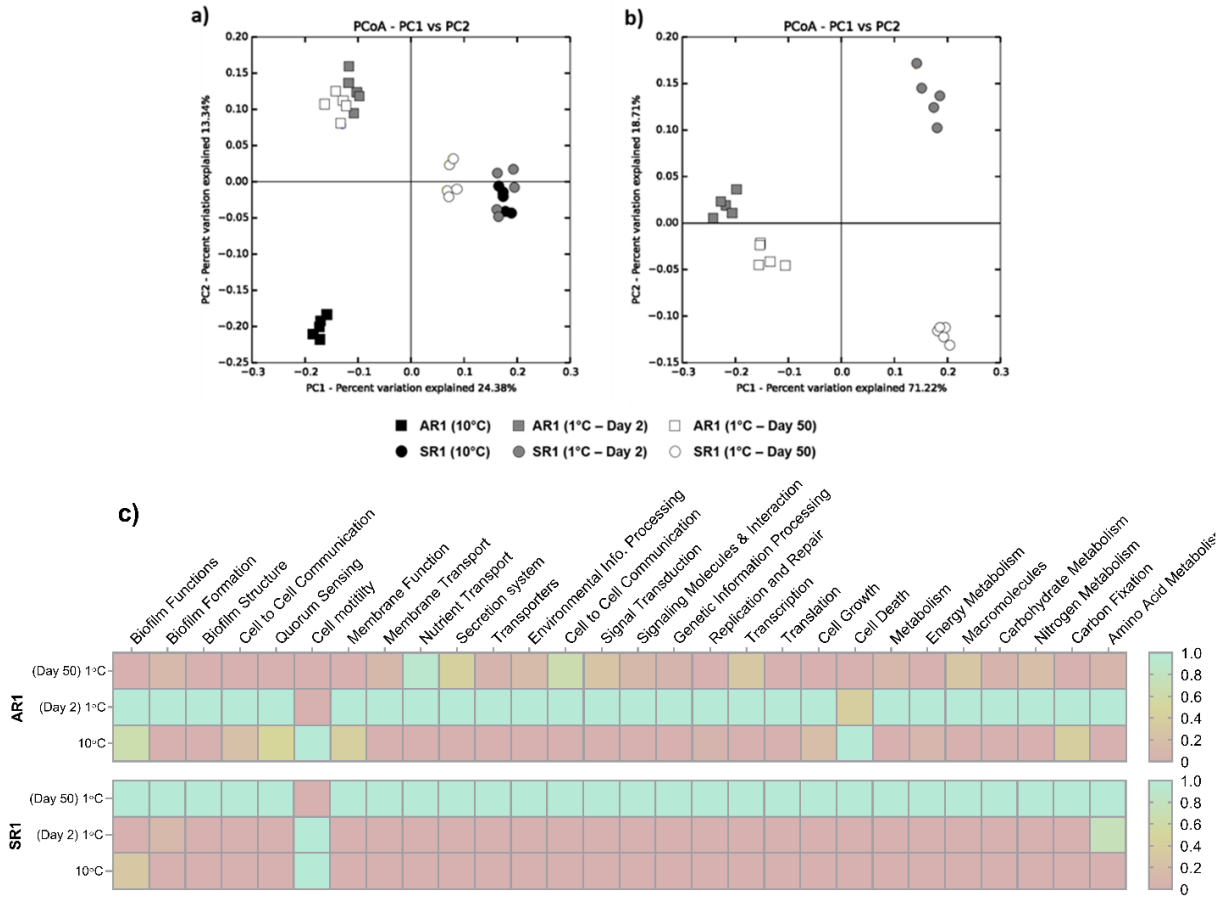 a)
PCoA - PC1 vs PC2
0.20
0.15
0.10
0.05
0.00
−0.05
−0.10
−0.15
−0.20
−0.25
PC2 - Percent variation explained 13.34%
−0.3 −0.2 −0.1 0.0 0.1 0.2 0.3
PC1 - Percent variation explained 24.38%
b)
PCoA - PC1 vs PC2
0.20
0.15
0.10
0.05
0.00
−0.05
−0.10
−0.15
PC2 - Percent variation explained 18.71%
−0.3 −0.2 −0.1 0.0 0.1 0.2 0.3
PC1 - Percent variation explained 71.22%
AR1 (10°C) AR1 (1°C – Day 2) AR1 (1°C – Day 50)
SR1 (10°C) SR1 (1°C – Day 2) SR1 (1°C – Day 50)
c)
Biofilm Functions
Biofilm Formation
Biofilm Structure
Cell to Cell Communication
Quorum Sensing
Cell motitlity
Membrane Function
Membrane Transport
Nutrient Transport
Secretion system
Transporters
Environmental Info. Processing
Cell to Cell Communication
Signal Transduction
Signaling Molecules & Interaction
Genetic Information Processing
Replication and Repair
Transcription
Translation
Cell Growth
Cell Death
Metabolism
Energy Metabolism
Macromolecules
Carbohydrate Metabolism
Nitrogen Metabolism
Carbon Fixation
Amino Acid Metabolis
AR1
(Day 50) 1°C
(Day 2) 1°C
10°C
1.0
0.8
0.6
0.4
0.2
0
SR1
(Day 50) 1°C
(Day 2) 1°C
10°C
1.0
0.8
0.6
0.4
0.2
0